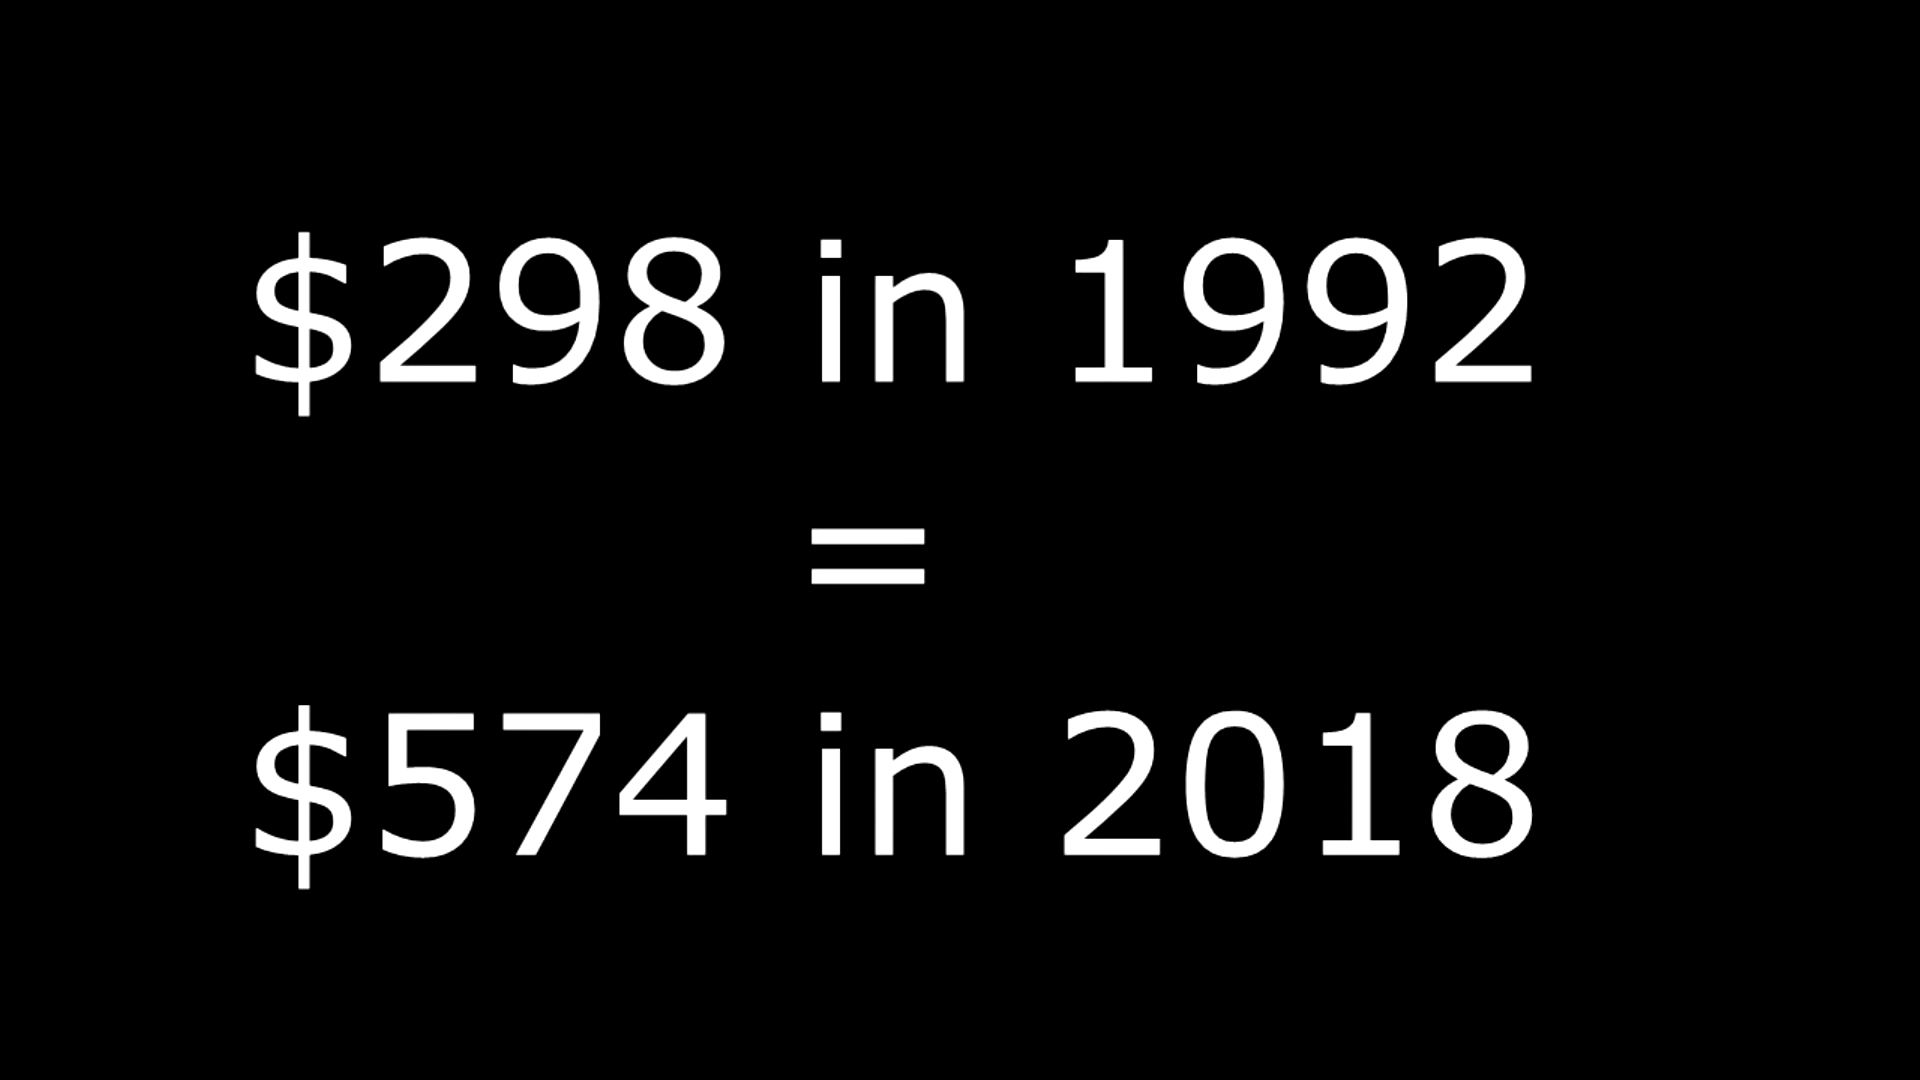 $298 in 1992
=
$574 in 2018